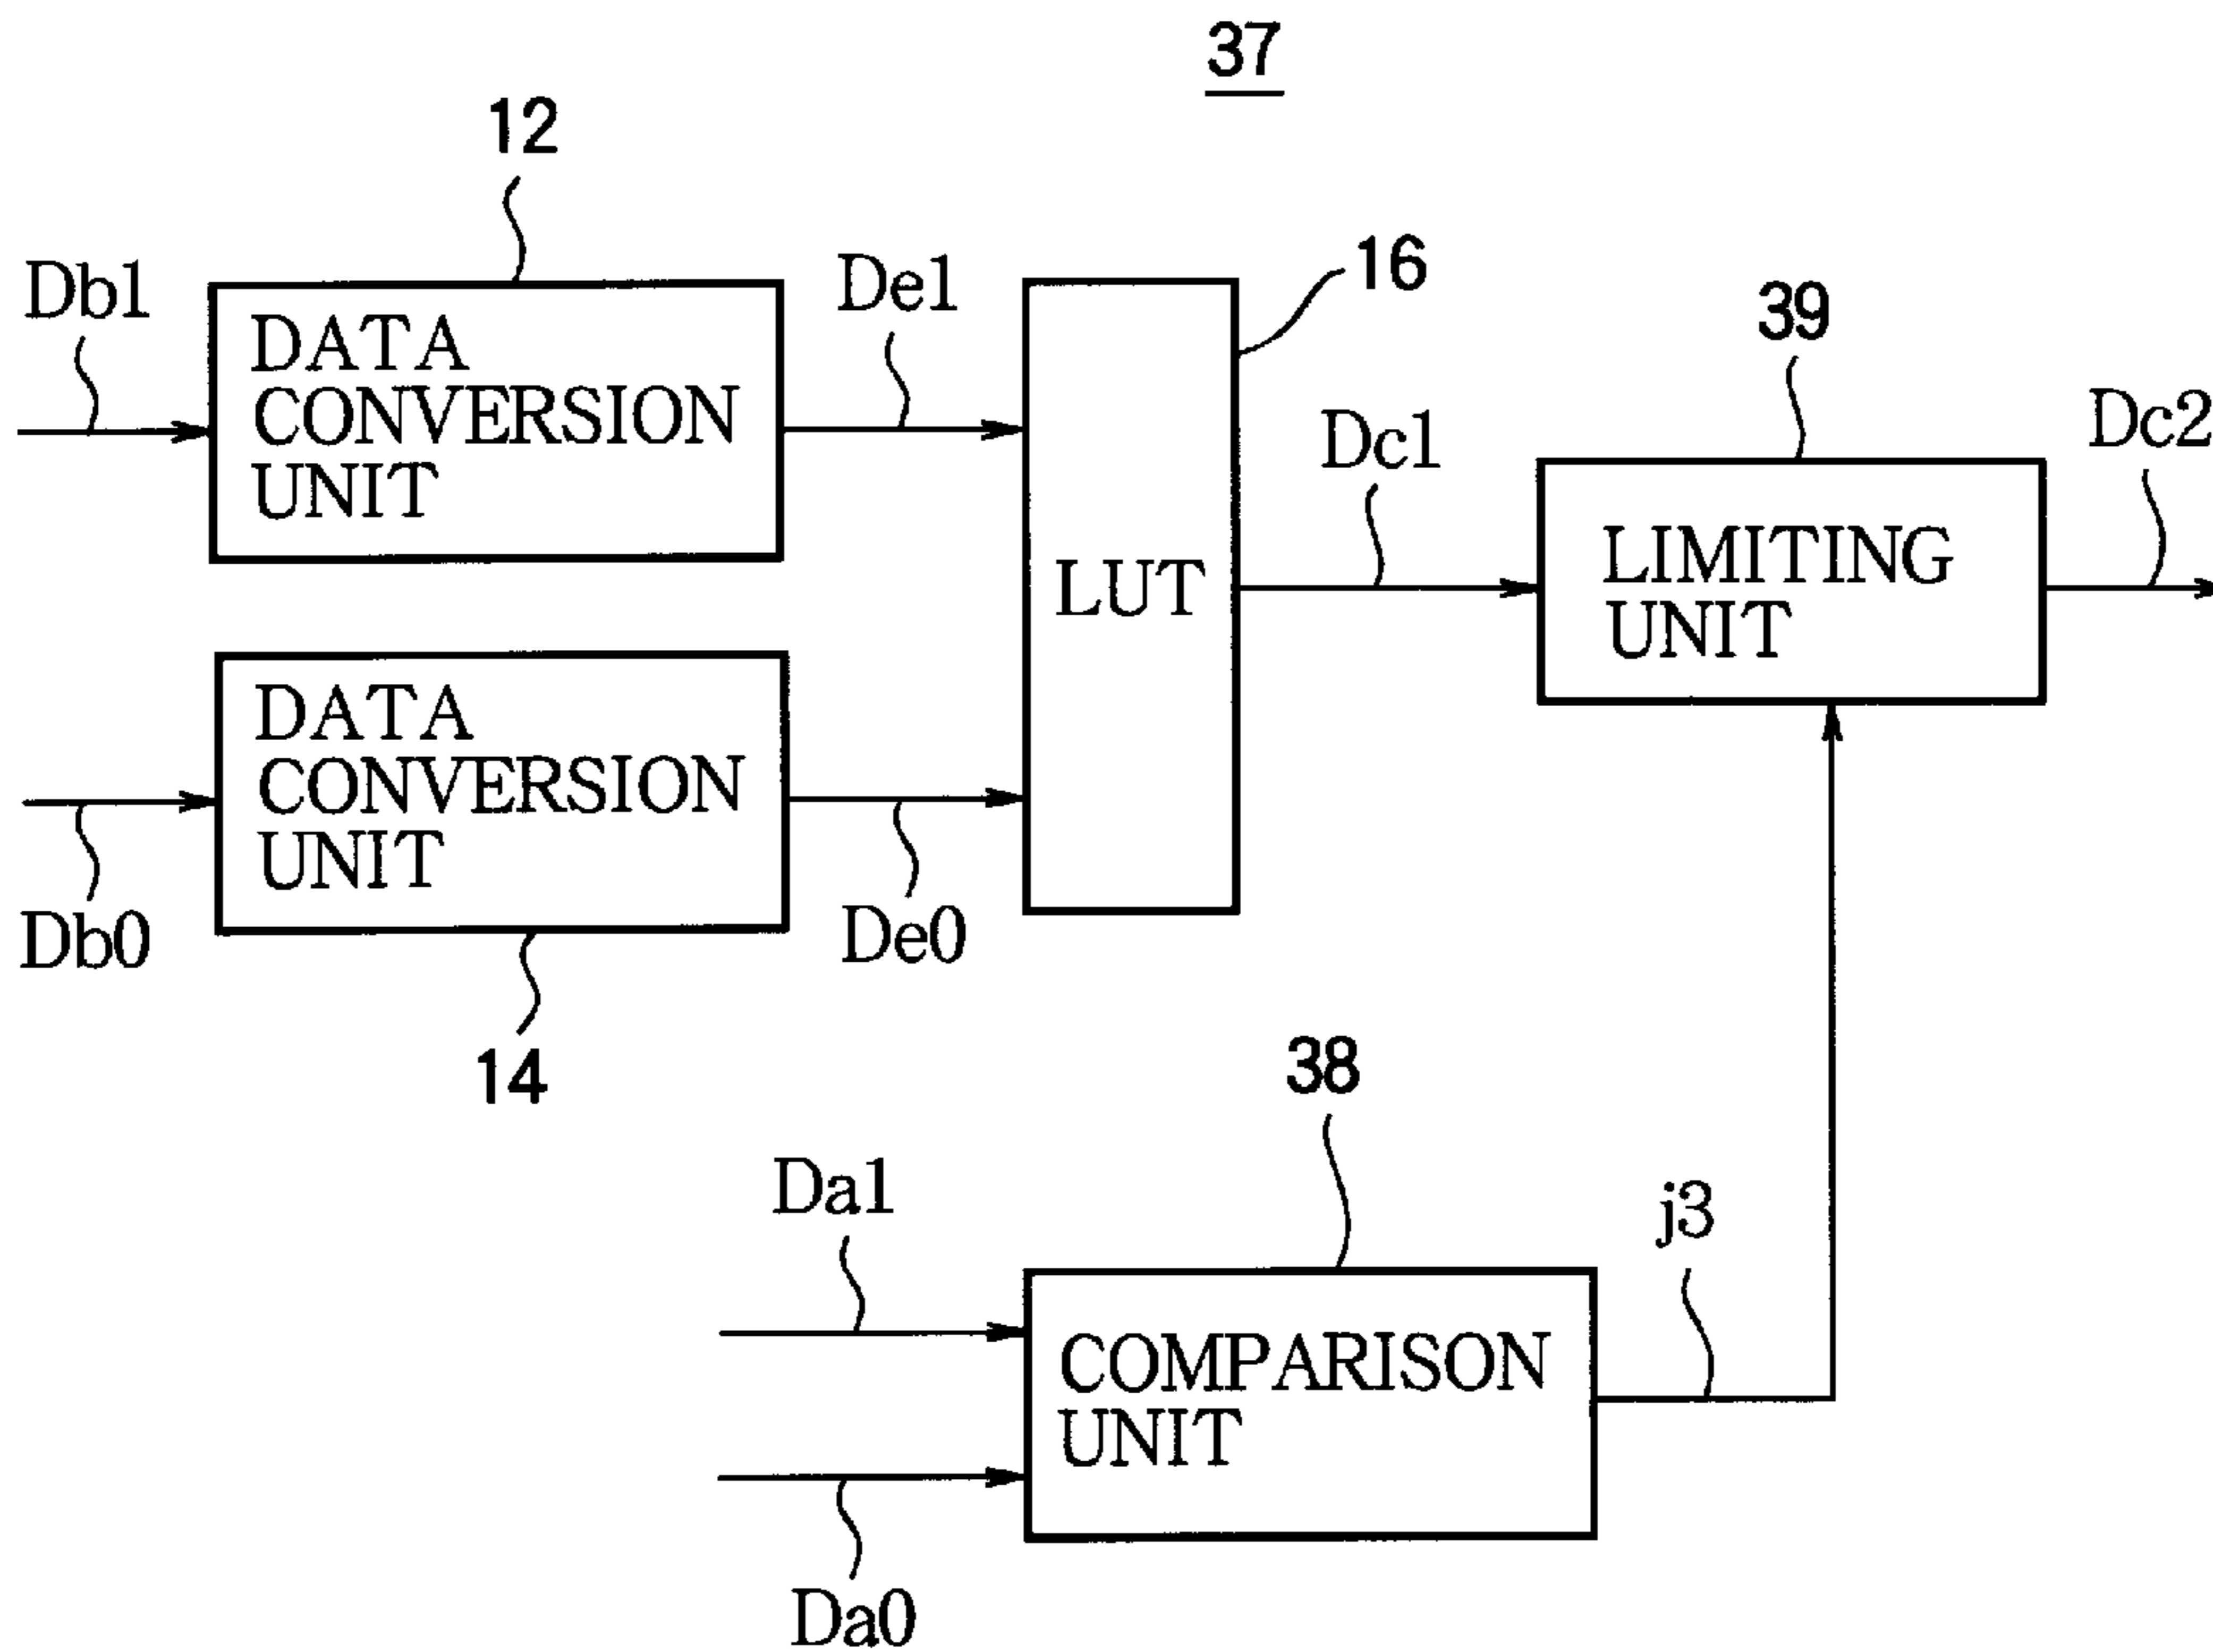 37
12
Db1
DATA
CONVERSION
UNIT
De1
16
39
LUT
Dc1
LIMITING
UNIT
Dc2
Db0
DATA
CONVERSION
UNIT
De0
14
38
Da1
COMPARISON
UNIT
j3
Da0